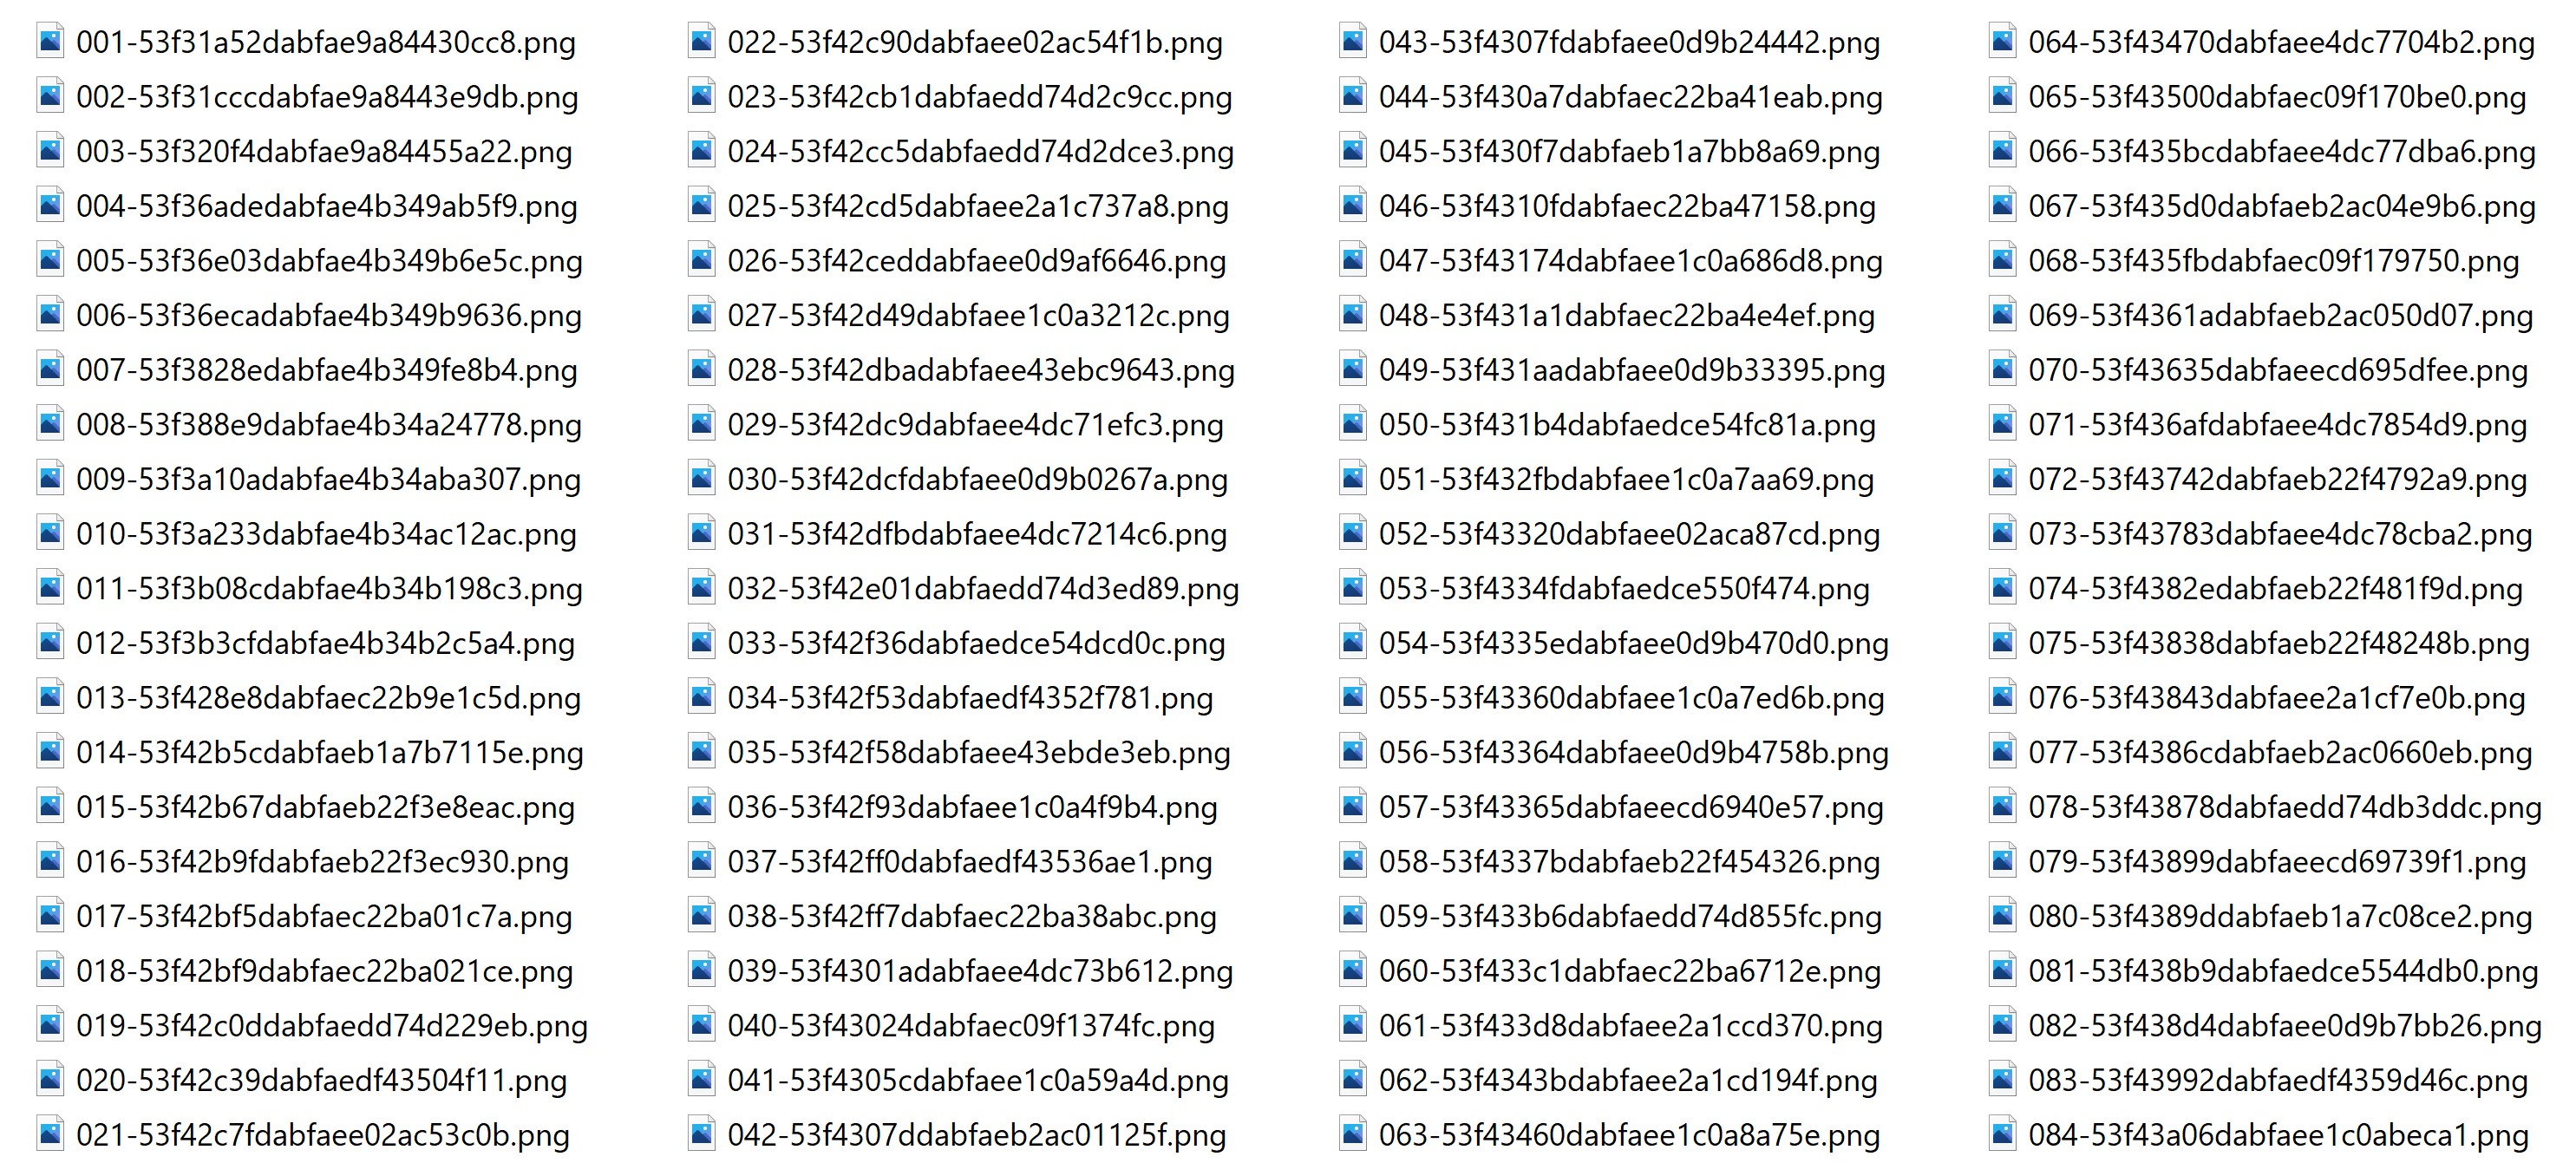 001-53f31a52dabfae9a84430cc8.png
002-53f31cccdabfae9a8443e9db.png
003-53f320f4dabfae9a84455a22.png
004-53f36adedabfae4b349ab5f9.png
005-53f36e03dabfae4b349b6e5c.png
006-53f36ecadabfae4b349b9636.png
007-53f3828edabfae4b349fe8b4.png
008-53f388e9dabfae4b34a24778.png
009-53f3a10adabfae4b34aba307.png
010-53f3a233dabfae4b34ac12ac.png
011-53f3b08cdabfae4b34b198c3.png
012-53f3b3cfdabfae4b34b2c5a4.png
013-53f428e8dabfaec22b9e1c5d.png
014-53f42b5cdabfaeb1a7b7115e.png
015-53f42b67dabfaeb22f3e8eac.png
016-53f42b9fdabfaeb22f3ec930.png
017-53f42bf5dabfaec22ba01c7a.png
018-53f42bf9dabfaec22ba021ce.png
019-53f42c0ddabfaedd74d229eb.png
020-53f42c39dabfaedf43504f11.png
021-53f42c7fdabfaee02ac53c0b.png
022-53f42c90dabfaee02ac54f1b.png
023-53f42cb1dabfaedd74d2c9cc.png
024-53f42cc5dabfaedd74d2dce3.png
025-53f42cd5dabfaee2a1c737a8.png
026-53f42ceddabfaee0d9af6646.png
027-53f42d49dabfaee1c0a3212c.png
028-53f42dbadabfaee43ebc9643.png
029-53f42dc9dabfaee4dc71efc3.png
030-53f42dcfdabfaee0d9b0267a.png
031-53f42dfbdabfaee4dc7214c6.png
032-53f42e01dabfaedd74d3ed89.png
033-53f42f36dabfaedce54dcd0c.png
034-53f42f53dabfaedf4352f781.png
035-53f42f58dabfaee43ebde3eb.png
036-53f42f93dabfaee1c0a4f9b4.png
037-53f42ff0dabfaedf43536ae1.png
038-53f42ff7dabfaec22ba38abc.png
039-53f4301adabfaee4dc73b612.png
040-53f43024dabfaec09f1374fc.png
041-53f4305cdabfaee1c0a59a4d.png
042-53f4307ddabfaeb2ac01125f.png
043-53f4307fdabfaee0d9b24442.png
044-53f430a7dabfaec22ba41eab.png
045-53f430f7dabfaeb1a7bb8a69.png
046-53f4310fdabfaec22ba47158.png
047-53f43174dabfaee1c0a686d8.png
048-53f431a1dabfaec22ba4e4ef.png
049-53f431aadabfaee0d9b33395.png
050-53f431b4dabfaedce54fc81a.png
051-53f432fbdabfaee1c0a7aa69.png
052-53f43320dabfaee02aca87cd.png
053-53f4334fdabfaedce550f474.png
054-53f4335edabfaee0d9b470d0.png
055-53f43360dabfaee1c0a7ed6b.png
056-53f43364dabfaee0d9b4758b.png
057-53f43365dabfaeecd6940e57.png
058-53f4337bdabfaeb22f454326.png
059-53f433b6dabfaedd74d855fc.png
060-53f433c1dabfaec22ba6712e.png
061-53f433d8dabfaee2a1ccd370.png
062-53f4343bdabfaee2a1cd194f.png
063-53f43460dabfaee1c0a8a75e.png
064-53f43470dabfaee4dc7704b2.png
065-53f43500dabfaec09f170be0.png
066-53f435bcdabfaee4dc77dba6.png
067-53f435d0dabfaeb2ac04e9b6.png
068-53f435fbdabfaec09f179750.png
069-53f4361adabfaeb2ac050d07.png
070-53f43635dabfaeecd695dfee.png
071-53f436afdabfaee4dc7854d9.png
072-53f43742dabfaeb22f4792a9.png
073-53f43783dabfaee4dc78cba2.png
074-53f4382edabfaeb22f481f9d.png
075-53f43838dabfaeb22f48248b.png
076-53f43843dabfaee2a1cf7e0b.png
077-53f4386cdabfaeb2ac0660eb.png
078-53f43878dabfaedd74db3ddc.png
079-53f43899dabfaeecd69739f1.png
080-53f4389ddabfaeb1a7c08ce2.png
081-53f438b9dabfaedce5544db0.png
082-53f438d4dabfaee0d9b7bb26.png
083-53f43992dabfaedf4359d46c.png
084-53f43a06dabfaee1c0abeca1.png